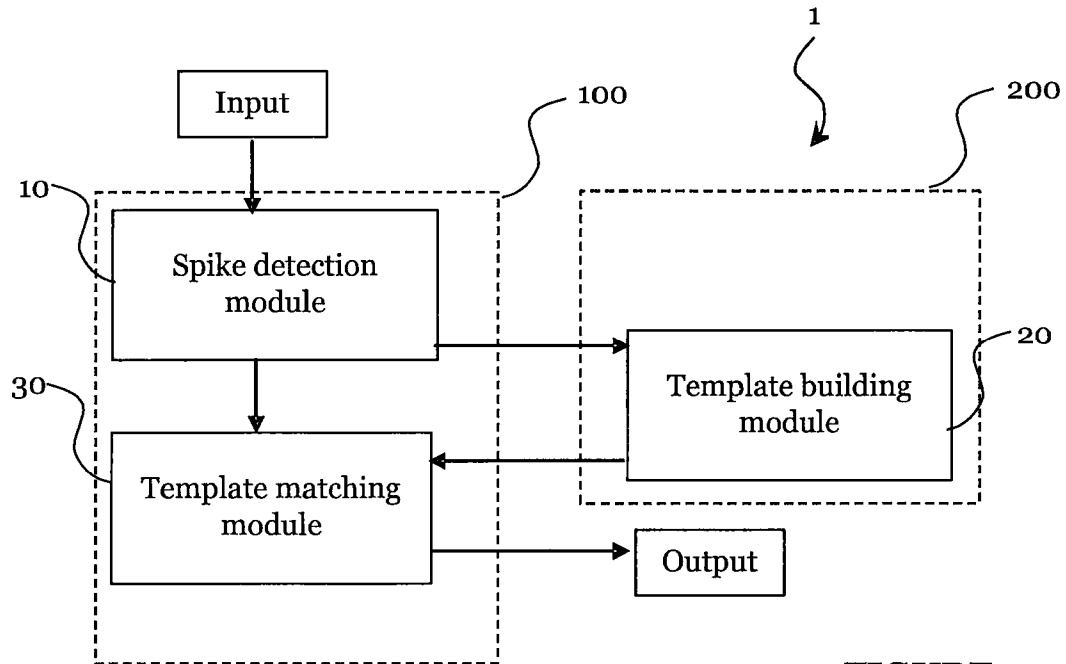 1
Input
100
200
10
Spike detection
module
20
30
Template building
module
Template matching
module
Output